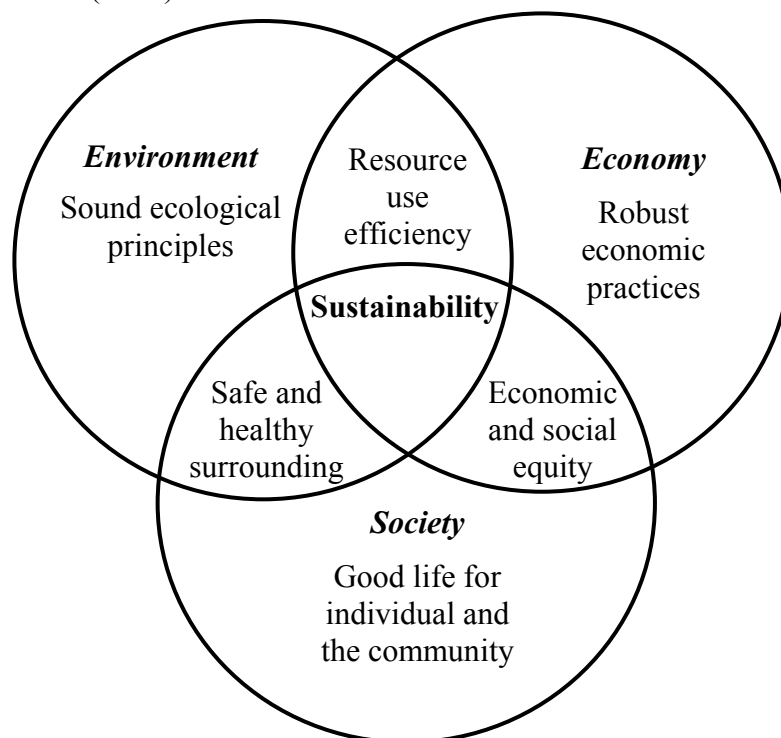 Environment
Sound ecological
principles
Resource
use
efficiency
Economy
Robust
economic
practices
Sustainability
Safe and
healthy
surrounding
Economic
and social
equity
Society
Good life for
individual and
the community